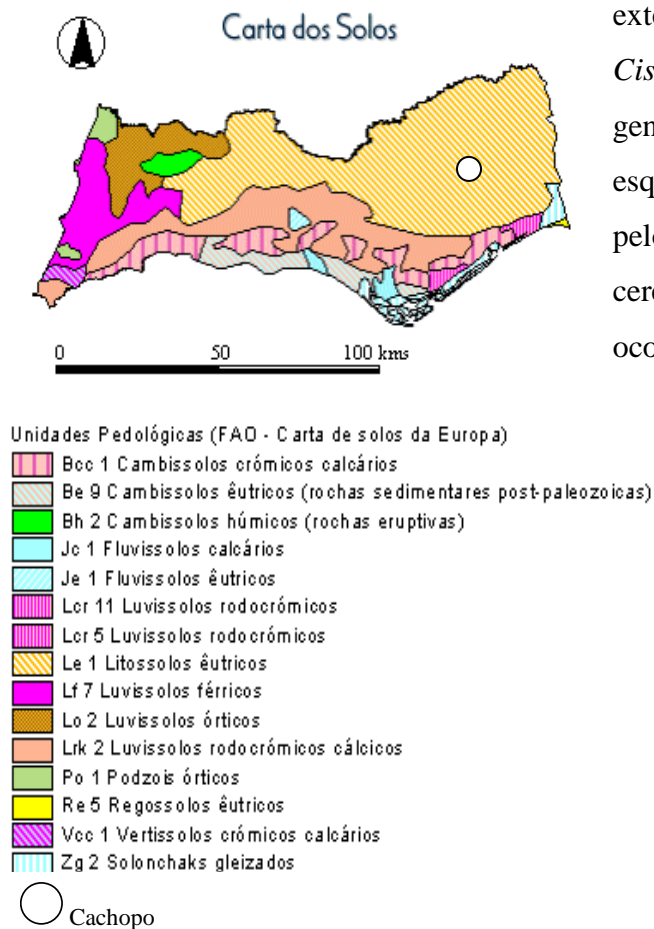 Carta dos Solos
0 50 100 kms
Unidades Pedológicas (FAO - Carta de solos da Europa)
Bcc 1 Cambissolos crómicos calcários
Be 9 Cambissolos êutricos (rochas sedimentares post-paleozoicas)
Bh 2 Cambissolos húmicos (rochas eruptivas)
Jc 1 Fluvissolos calcários
Je 1 Fluvissolos êutricos
Lcr 11 Luvissolos rodocrómicos
Lcr 5 Luvissolos rodocrómicos
Le 1 Litossolos êutricos
Lf 7 Luvissolos férricos
Lo 2 Luvissolos órticos
Lrk 2 Luvissolos rodocrómicos cálcicos
Po 1 Podzois órticos
Re 5 Regossolos êutricos
Vcc 1 Vertissolos crómicos calcários
Zg 2 Solonchaks gleizados
Cachopo
Cis
gen
esq